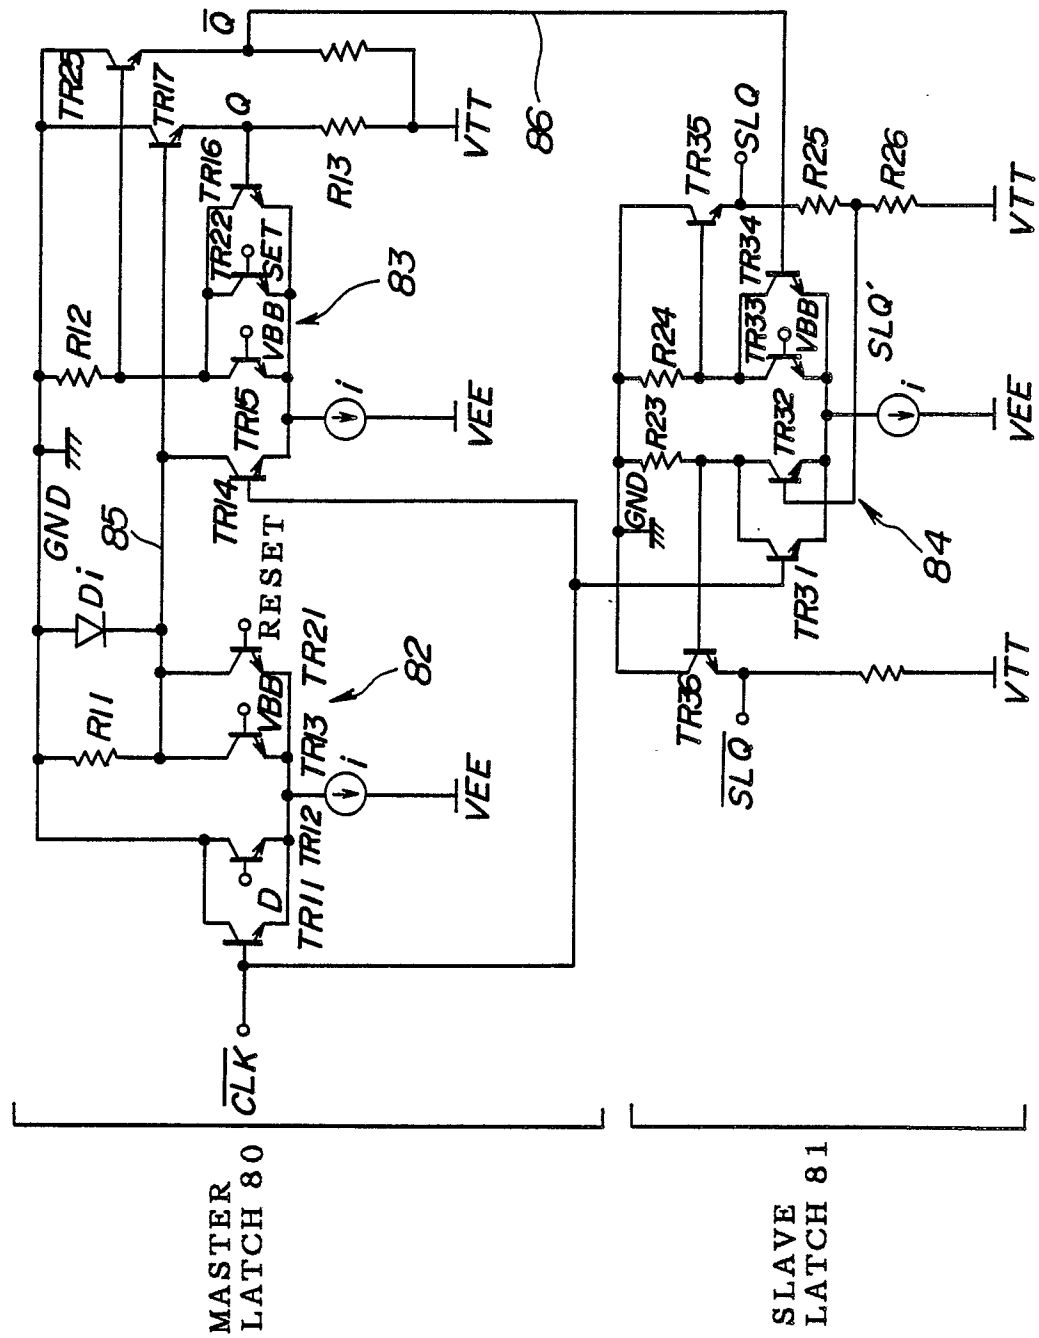 MASTER
LATCH 80
SLAVE
LATCH 81
CLK
D
TR11
TR12
TR13
VBB
TR21
RESET
R11
Di
85
82
i
VEE
GND
R12
TR14
TR15
VBB
TR22
SET
TR16
TR17
TR25
Q
Q
R13
VTT
83
i
VEE
86
SLQ
TR36
VTT
TR31
TR32
TR33
VBB
TR34
TR35
R23
R24
GND
SLQ
R25
R26
SLQ'
84
i
VEE
VTT